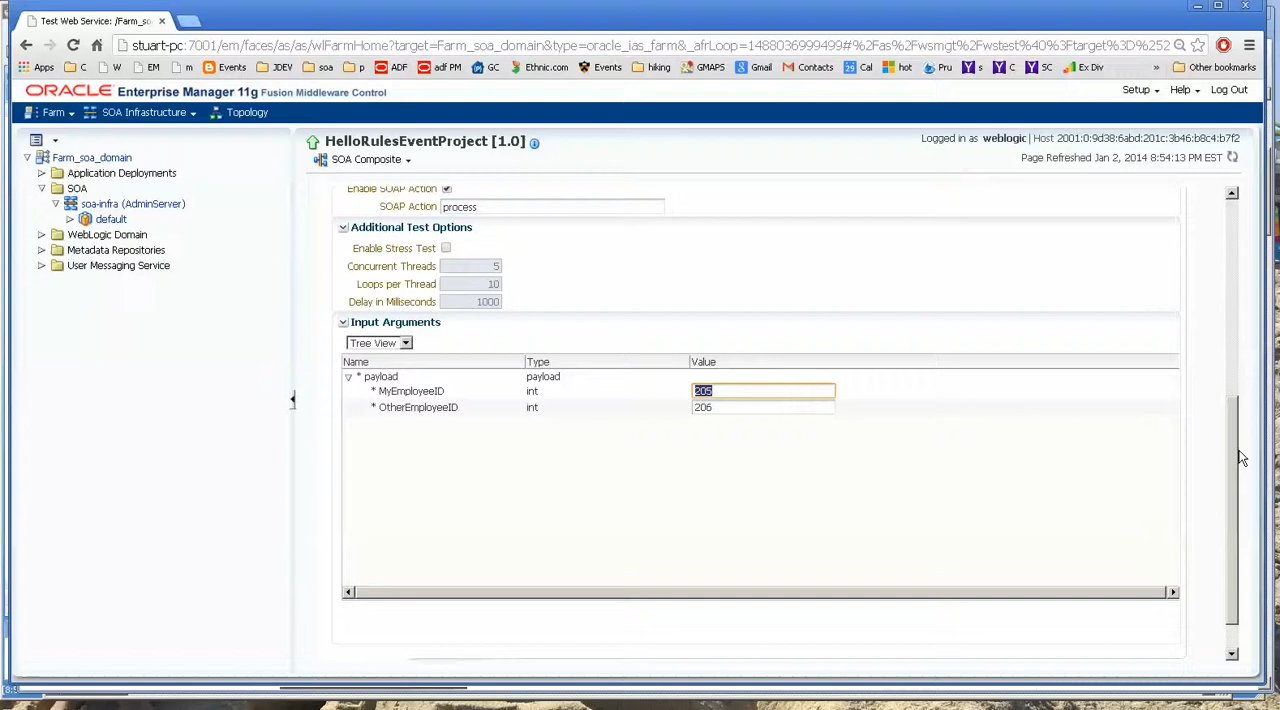 Test Web Service: /Farm_so
stuart-pc:7001/em/faces/as/as/wlFarmHome?target=Farm_soa_domain&type=oracle_ias_farm&_afrLoop=1488036999499#%2Fas%2Fwsmgt%2Fwstest%40%3Ftarget%3D%252
Apps C W EM m Events JDEV soa p ADF adf PM GC Ethnic.com Events hiking GMAPS Gmail Contacts 29 Cal hot Pru s C SC Ex Div » Other bookmarks
ORACLE Enterprise Manager 11g Fusion Middleware Control
Setup Help Log Out
Farm SOA Infrastructure Topology
HelloRulesEventProject [1.0]
Logged in as weblogic | Host 2001:0:9d38:6abd:201c:3b46:b8c4:b7f2
SOA Composite
Page Refreshed Jan 2, 2014 8:54:13 PM EST
Farm_soa_domain
Application Deployments
SOA
soa-infra (AdminServer)
default
WebLogic Domain
Metadata Repositories
User Messaging Service
Enable SOAP Action
SOAP Action process
Additional Test Options
Enable Stress Test
Concurrent Threads 5
Loops per Thread 10
Delay in Milliseconds 1000
Input Arguments
Tree View
Name Type Value
* payload payload
* MyEmployeeID int 205
* OtherEmployeeID int 206